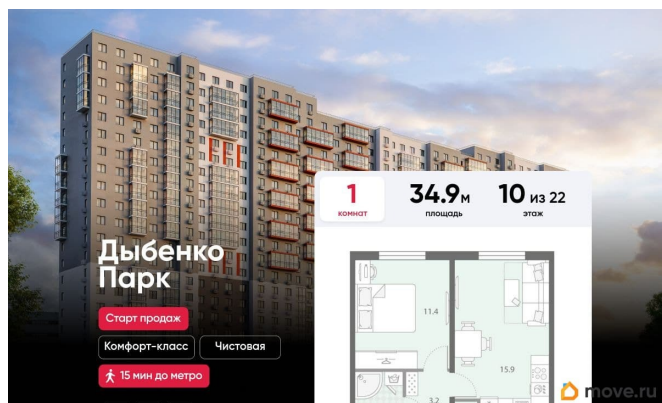 1
комнат
34.9м
площадь
10 из 22
этаж
Дыбенко
Парк
Старт продаж
Комфорт-класс
Чистовая
15 мин до метро
11.4
15.9
3.2
move.ru